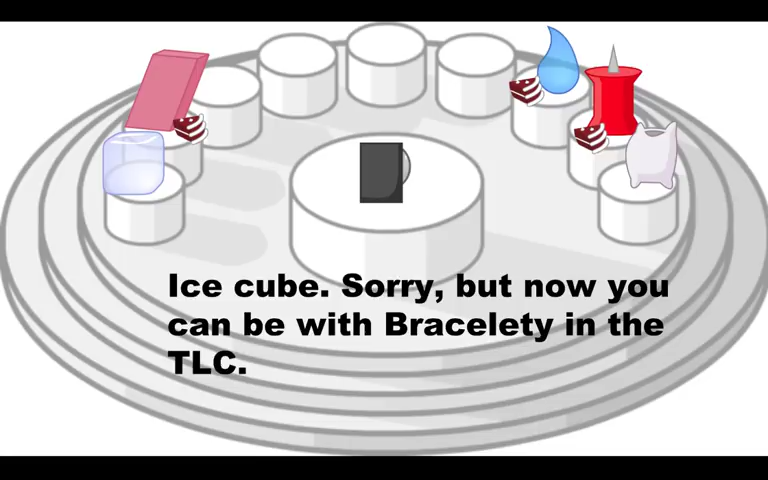 Ice cube. Sorry, but now you
can be with Bracelety in the
TLC.